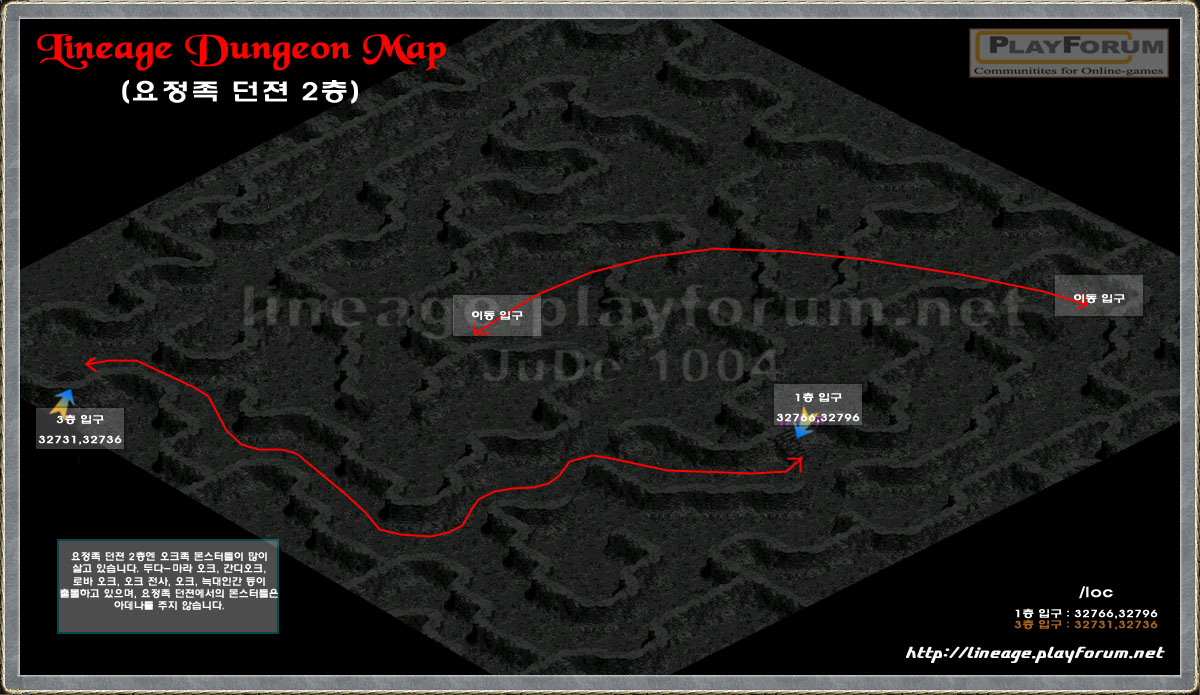 Lineage Dungeon Map
(요정족 던젼 2층)
PLAYFORUM
Communitites for Online-games
이동 입구
이동 입구
lineage.playforum.net
JuDe 1004
1층 입구
32766,32796
3층 입구
32731,32736
요정족 던젼 2층엔 오크족 몬스터들이 많이
살고 있습니다. 두다-마라 오크, 간디오크,
로바 오크, 오크 전사, 오크, 늑대인간 등이
출몰하고 있으며, 요정족 던젼에서의 몬스터들은
아데나를 주지 않습니다.
/loc
1층 입구 : 32766,32796
3층 입구 : 32731,32736
http://lineage.playforum.net